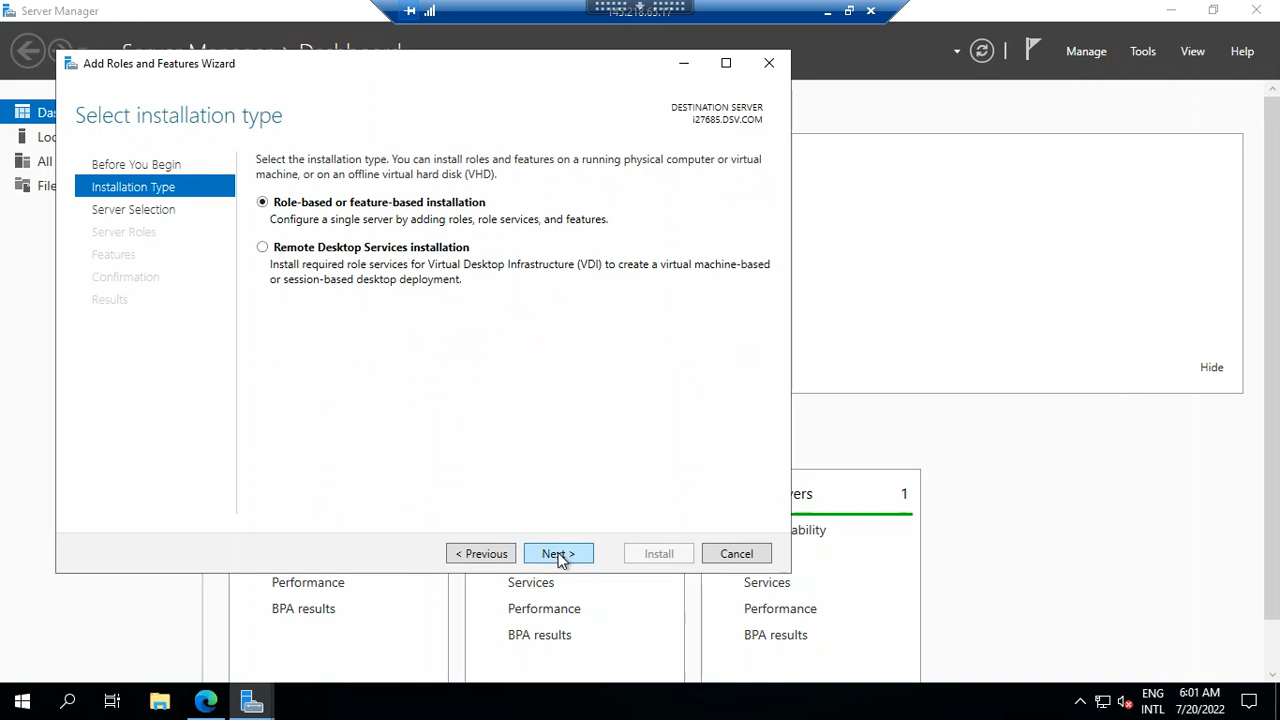 Server Manager
Manage
Tools
View
Help
Add Roles and Features Wizard
Select installation type
DESTINATION SERVER
i27685.DSV.COM
Before You Begin
Installation Type
Server Selection
Server Roles
Features
Confirmation
Results
Select the installation type. You can install roles and features on a running physical computer or virtual
machine, or on an offline virtual hard disk (VHD).
Role-based or feature-based installation
Configure a single server by adding roles, role services, and features.
Remote Desktop Services installation
Install required role services for Virtual Desktop Infrastructure (VDI) to create a virtual machine-based
or session-based desktop deployment.
< Previous
Next >
Install
Cancel
Das
Loc
All
File
Hide
vers 1
ability
Performance
BPA results
Services
Performance
BPA results
Services
Performance
BPA results
ENG
INTL
6:01 AM
7/20/2022